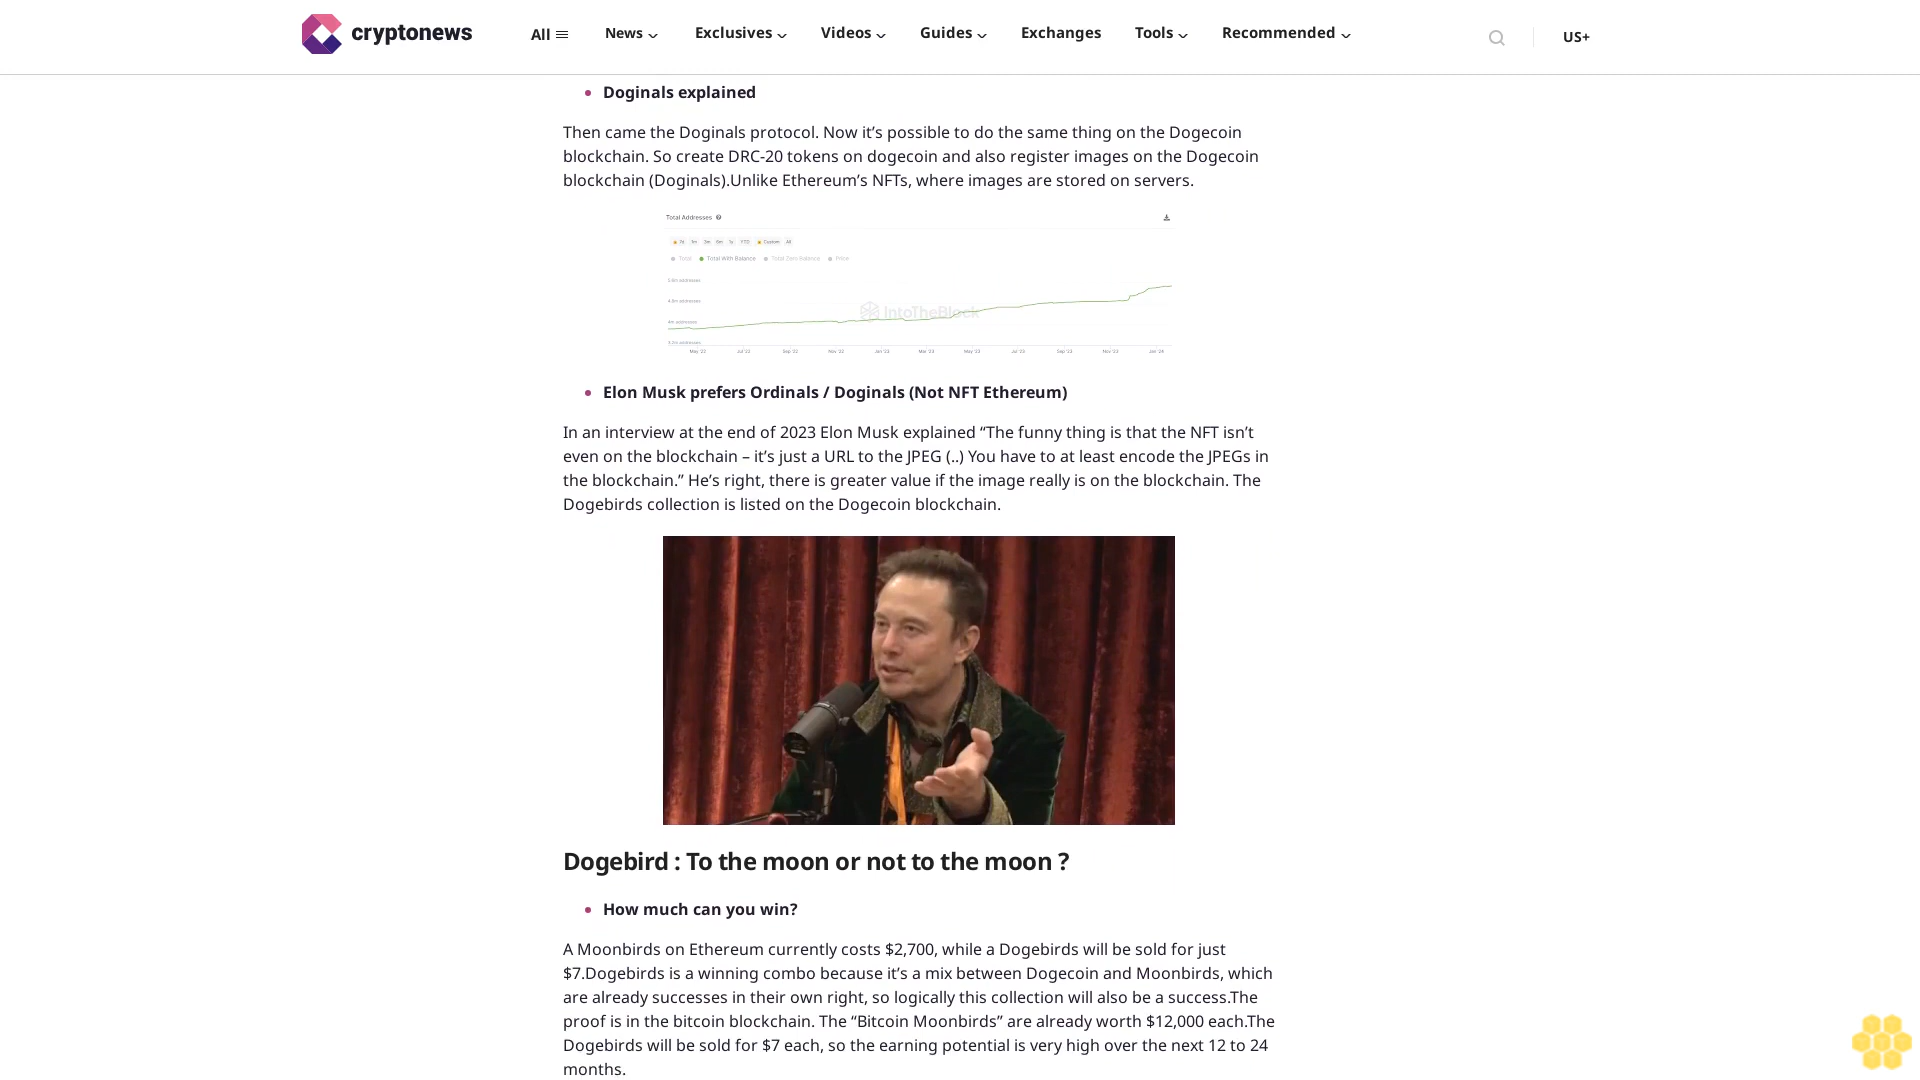 cryptonews
All
News
Exclusives
Videos
Guides
Exchanges
Tools
Recommended
US+
Doginals explained
Then came the Doginals protocol. Now it’s possible to do the same thing on the Dogecoin
blockchain. So create DRC-20 tokens on dogecoin and also register images on the Dogecoin
blockchain (Doginals).Unlike Ethereum’s NFTs, where images are stored on servers.
Total Addresses
7d 1m 3m 6m 1y YTD Custom All
Total Total With Balance Total Zero Balance Price
IntoTheBlock
May '22 Jul '22 Sep '22 Nov '22 Jan '23 Mar '23 May '23 Jul '23 Sep '23 Nov '23 Jan '24
Elon Musk prefers Ordinals / Doginals (Not NFT Ethereum)
In an interview at the end of 2023 Elon Musk explained “The funny thing is that the NFT isn’t
even on the blockchain – it’s just a URL to the JPEG (..) You have to at least encode the JPEGs in
the blockchain.” He’s right, there is greater value if the image really is on the blockchain. The
Dogebirds collection is listed on the Dogecoin blockchain.
Dogebird : To the moon or not to the moon ?
How much can you win?
A Moonbirds on Ethereum currently costs $2,700, while a Dogebirds will be sold for just
$7.Dogebirds is a winning combo because it’s a mix between Dogecoin and Moonbirds, which
are already successes in their own right, so logically this collection will also be a success.The
proof is in the bitcoin blockchain. The “Bitcoin Moonbirds” are already worth $12,000 each.The
Dogebirds will be sold for $7 each, so the earning potential is very high over the next 12 to 24
months.